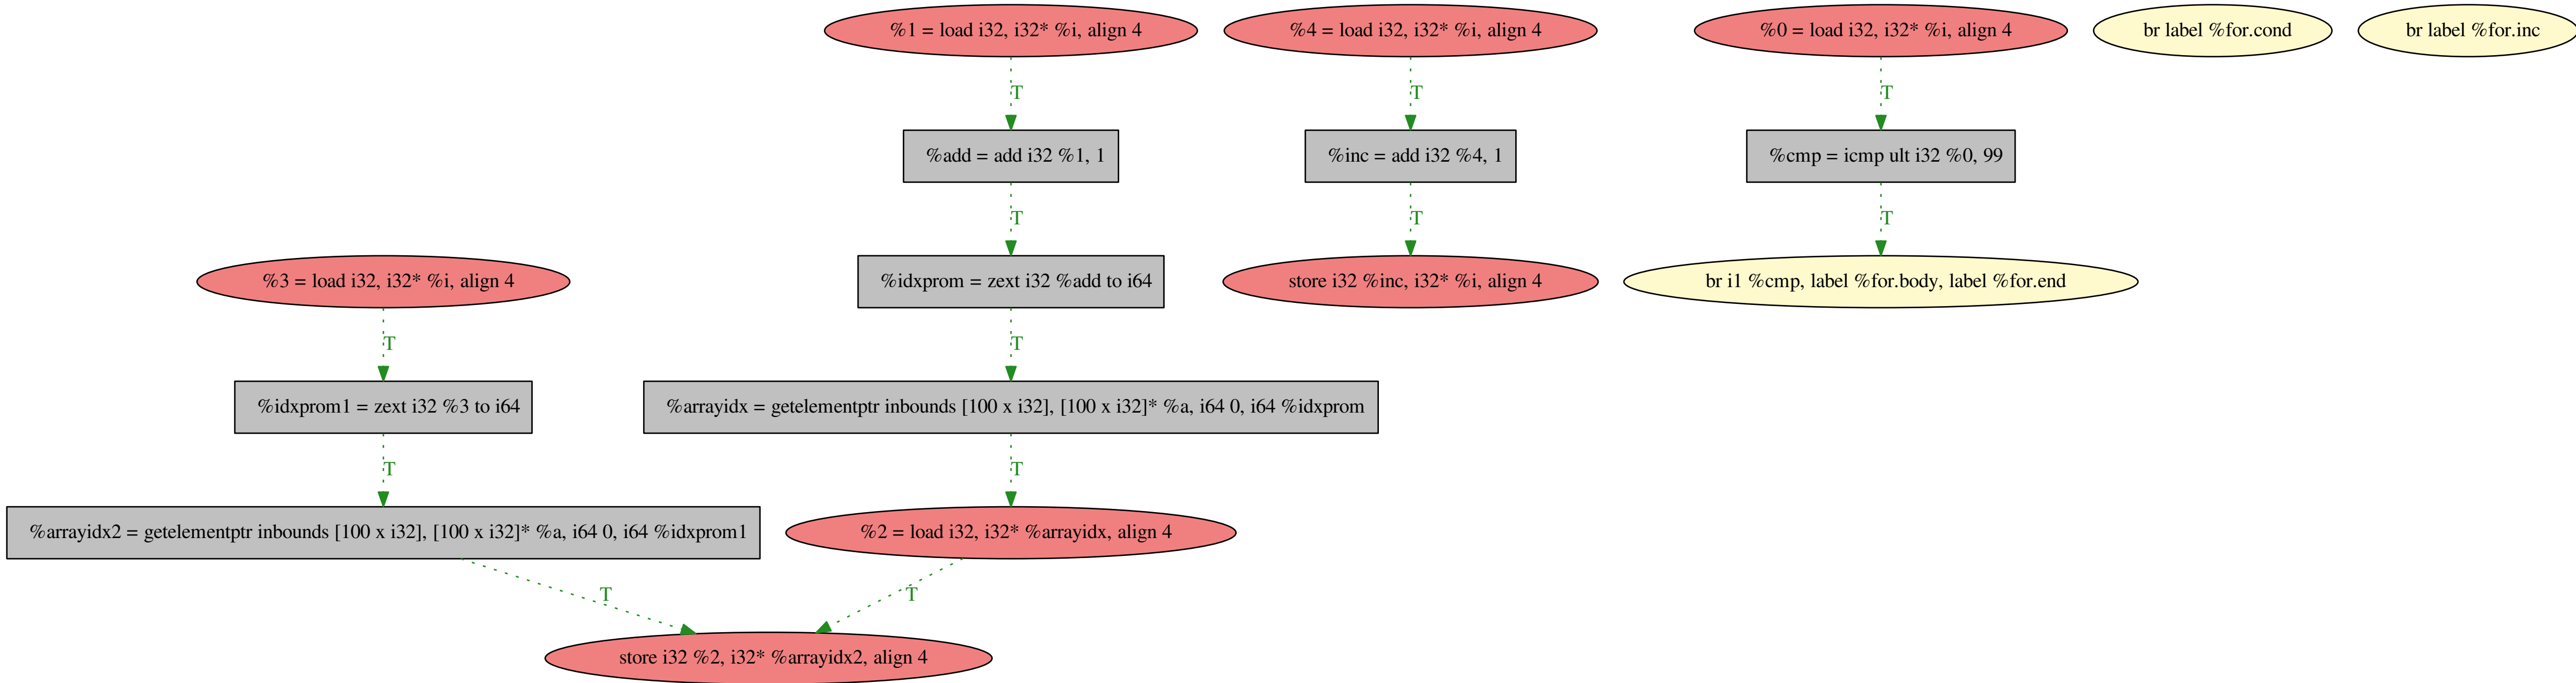 %1 = load i32, i32* %i, align 4
%4 = load i32, i32* %i, align 4
%0 = load i32, i32* %i, align 4
br label %for.cond
br label %for.inc
T
T
T
%add = add i32 %1, 1
%inc = add i32 %4, 1
%cmp = icmp ult i32 %0, 99
T
T
T
%3 = load i32, i32* %i, align 4
%idxprom = zext i32 %add to i64
store i32 %inc, i32* %i, align 4
br i1 %cmp, label %for.body, label %for.end
T
T
%idxprom1 = zext i32 %3 to i64
%arrayidx = getelementptr inbounds [100 x i32], [100 x i32]* %a, i64 0, i64 %idxprom
T
T
%arrayidx2 = getelementptr inbounds [100 x i32], [100 x i32]* %a, i64 0, i64 %idxprom1
%2 = load i32, i32* %arrayidx, align 4
T
T
store i32 %2, i32* %arrayidx2, align 4